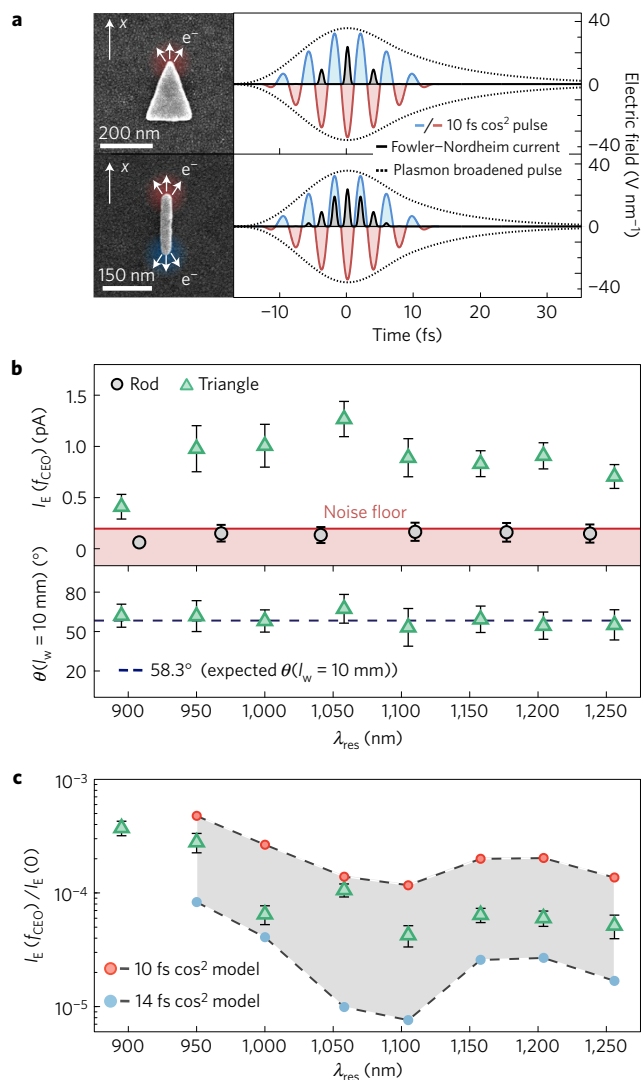 a
x
e⁻
200 nm
x
e⁻
e⁻
150 nm
40
0
−40
40
0
−40
Electric field (V nm⁻¹)
−/− 10 fs cos² pulse
Fowler–Nordheim current
Plasmon broadened pulse
−10 0 10 20 30
Time (fs)
b
Rod Triangle
1.5
1.0
0.5
0
I_E (f_CEO) (pA)
Noise floor
80
50
20
θ(l_w = 10 mm) (°)
58.3° (expected θ(l_w = 10 mm))
900 950 1,000 1,050 1,100 1,150 1,200 1,250
λ_res (nm)
c
10⁻³
10⁻⁴
10⁻⁵
I_E (f_CEO)/I_E (0)
10 fs cos² model
14 fs cos² model
900 950 1,000 1,050 1,100 1,150 1,200 1,250
λ_res (nm)